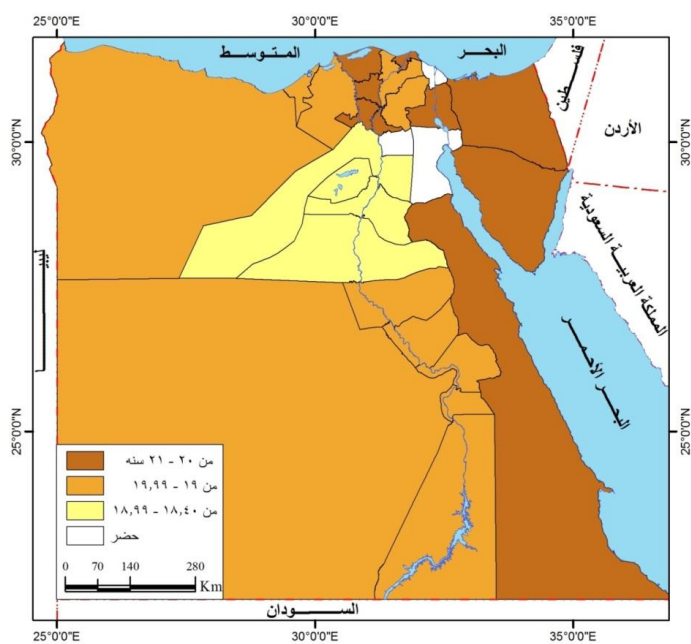 25°0'0"E 30°0'0"E 35°0'0"E
البحر المتوسط
فلسطين
الأردن
30°0'0"N 30°0'0"N
المملكة العربية السعودية
ليبيا
البحر الأحمر
25°0'0"N 25°0'0"N
من ٢٠ - ٢١ سنه
من ١٩ - ١٩,٩٩
من ١٨,٤٠ - ١٨,٩٩
حضر
0 70 140 280
Km
السودان
25°0'0"E 30°0'0"E 35°0'0"E